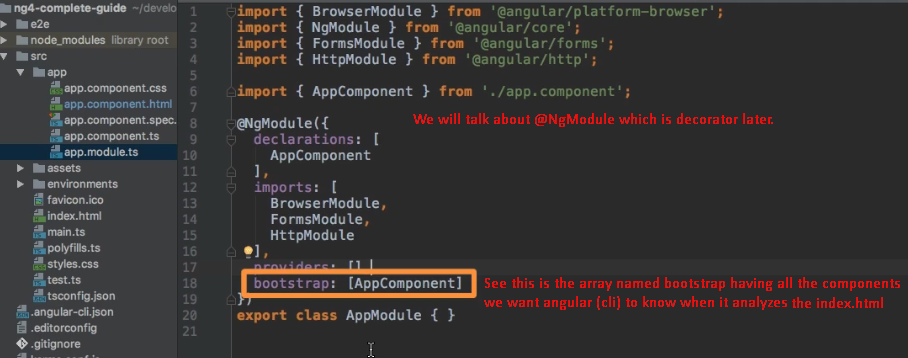 ng4-complete-guide ~/develo
e2e
node_modules library root
src
app
app.component.css
app.component.html
app.component.spec.
app.component.ts
app.module.ts
assets
environments
favicon.ico
index.html
main.ts
polyfills.ts
styles.css
test.ts
tsconfig.json
.angular-cli.json
.editorconfig
.gitignore
karma.conf.js
1 import { BrowserModule } from '@angular/platform-browser';
2 import { NgModule } from '@angular/core';
3 import { FormsModule } from '@angular/forms';
4 import { HttpModule } from '@angular/http';
5
6 import { AppComponent } from './app.component';
7
8 @NgModule({
We will talk about @NgModule which is decorator later.
9 declarations: [
10 AppComponent
11 ],
12 imports: [
13 BrowserModule,
14 FormsModule,
15 HttpModule
16 ],
17 providers: []
18 bootstrap: [AppComponent]
See this is the array named bootstrap having all the components
we want angular (cli) to know when it analyzes the index.html
19 })
20 export class AppModule { }
21